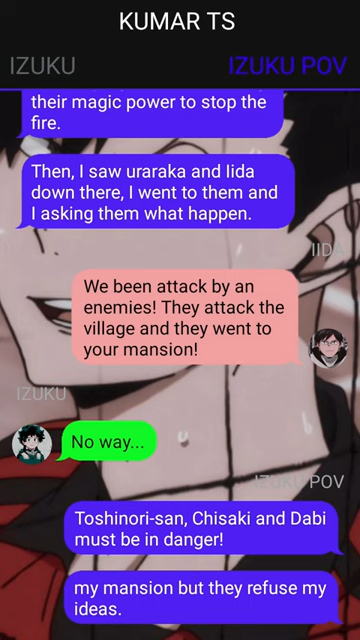 KUMAR TS
IZUKU
IZUKU POV
their magic power to stop the
fire.
Then, I saw uraraka and Iida
down there, I went to them and
I asking them what happen.
IIDA
We been attack by an
enemies! They attack the
village and they went to
your mansion!
IZUKU
No way...
IZUKU POV
Toshinori-san, Chisaki and Dabi
must be in danger!
my mansion but they refuse my
ideas.